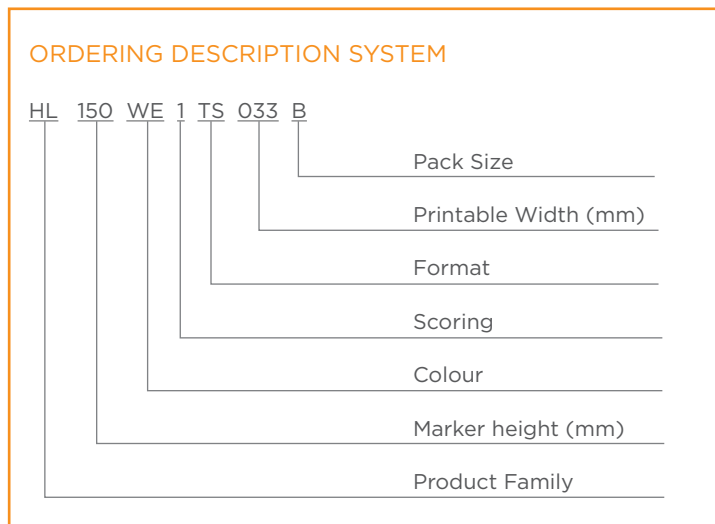 ORDERING DESCRIPTION SYSTEM
HL 150 WE 1 TS 033 B
Pack Size
Printable Width (mm)
Format
Scoring
Colour
Marker height (mm)
Product Family